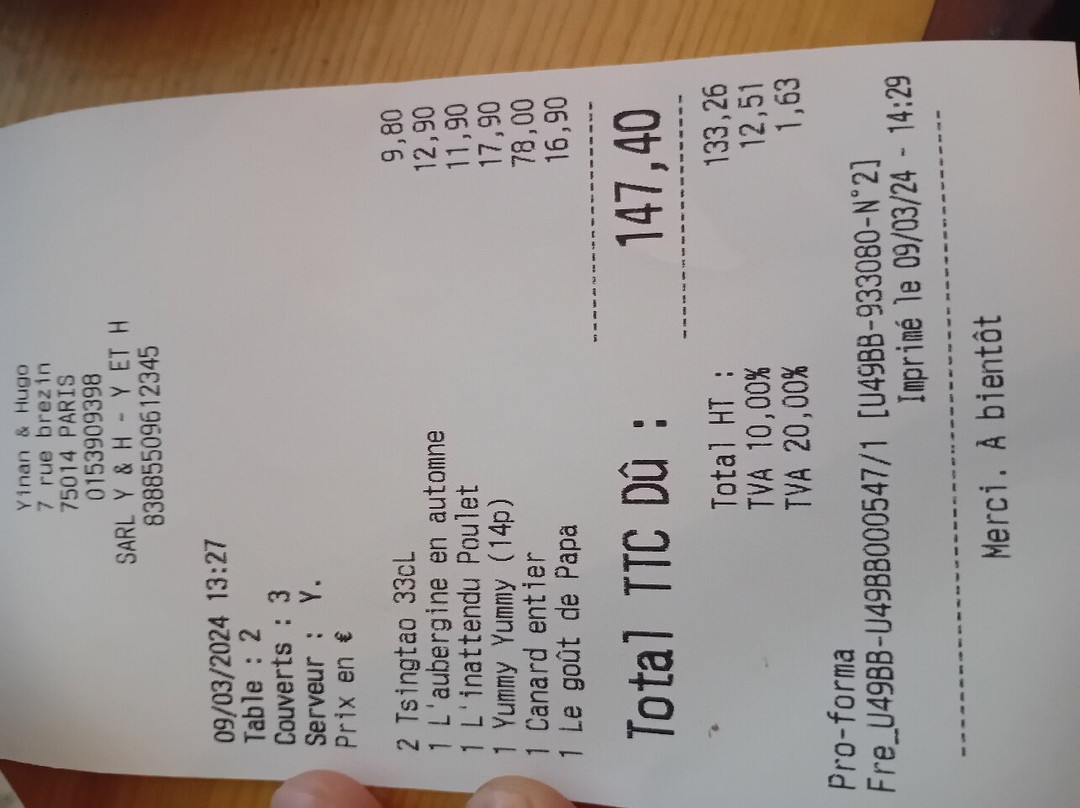 Yinan & Hugo
7 rue brezin
75014 PARIS
0153909398
SARL Y & H - Y ET H
83885509612345
09/03/2024 13:27
Table : 2
Couverts : 3
Serveur : Y.
Prix en €
2 Tsingtao 33cL 9,80
1 L'aubergine en automne 12,90
1 L'inattendu Poulet 11,90
1 Yummy Yummy (14p) 17,90
1 Canard entier 78,00
1 Le goût de Papa 16,90
Total TTC Dû : 147,40
Total HT : 133,26
TVA 10,00% 12,51
TVA 20,00% 1,63
Pro-forma
Fre_U49BB-U49BB000547/1 [U49BB-933080-N°2]
Imprimé le 09/03/24 - 14:29
Merci. À bientôt